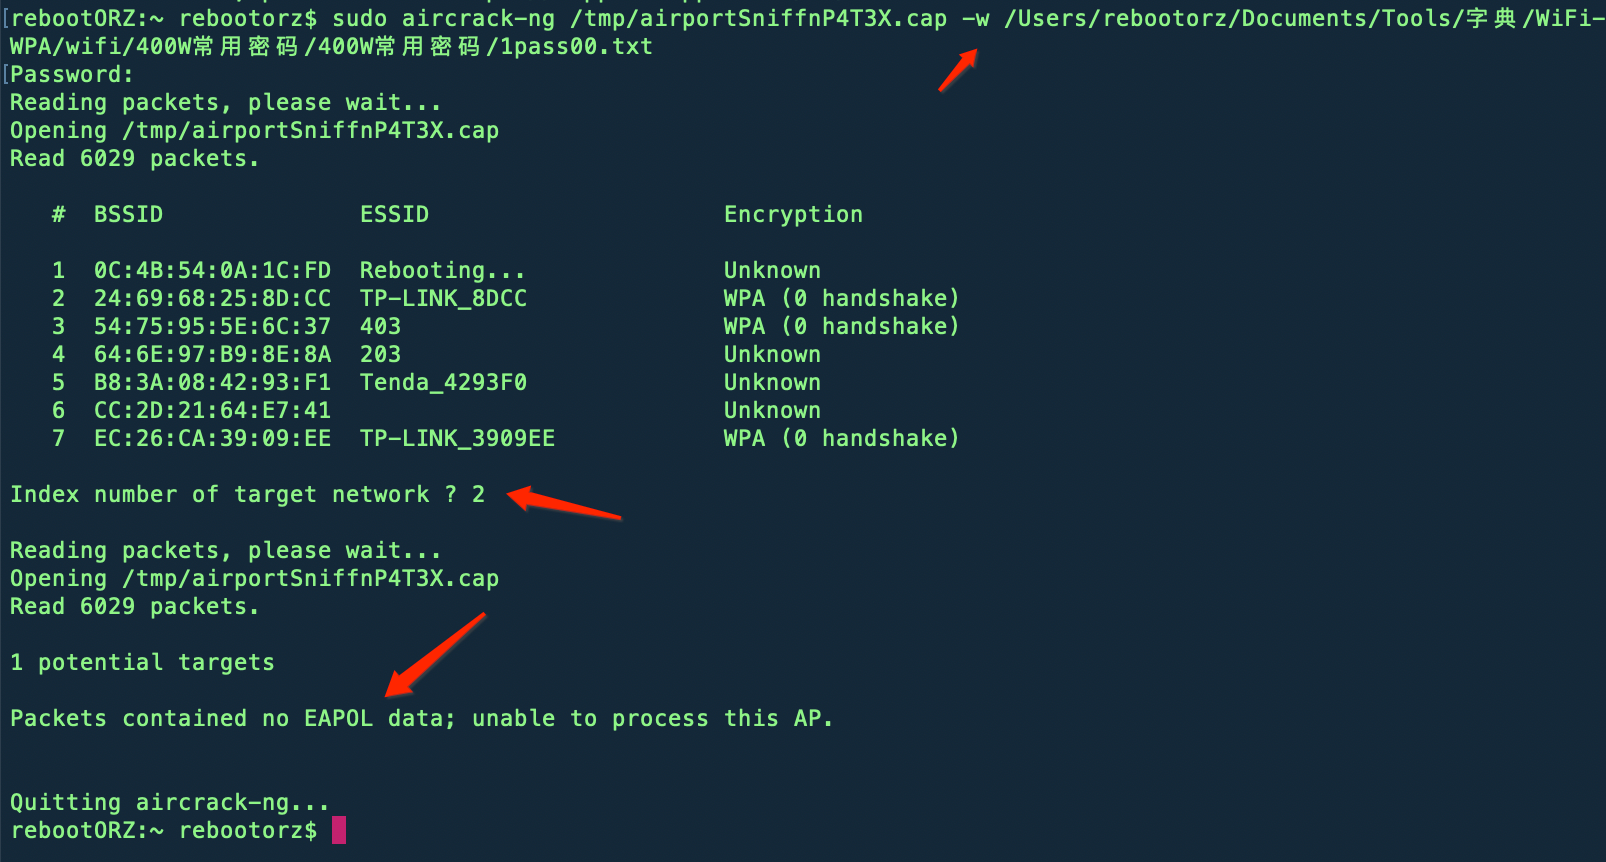 [rebootORZ:~ rebootorz$ sudo aircrack-ng /tmp/airportSniffnP4T3X.cap -w /Users/rebootorz/Documents/Tools/字典/WiFi-
WPA/wifi/400W常用密码/400W常用密码/1pass00.txt
[Password:
Reading packets, please wait...
Opening /tmp/airportSniffnP4T3X.cap
Read 6029 packets.
# BSSID ESSID Encryption
1 0C:4B:54:0A:1C:FD Rebooting... Unknown
2 24:69:68:25:8D:CC TP-LINK_8DCC WPA (0 handshake)
3 54:75:95:5E:6C:37 403 WPA (0 handshake)
4 64:6E:97:B9:8E:8A 203 Unknown
5 B8:3A:08:42:93:F1 Tenda_4293F0 Unknown
6 CC:2D:21:64:E7:41 Unknown
7 EC:26:CA:39:09:EE TP-LINK_3909EE WPA (0 handshake)
Index number of target network ? 2
Reading packets, please wait...
Opening /tmp/airportSniffnP4T3X.cap
Read 6029 packets.
1 potential targets
Packets contained no EAPOL data; unable to process this AP.
Quitting aircrack-ng...
rebootORZ:~ rebootorz$